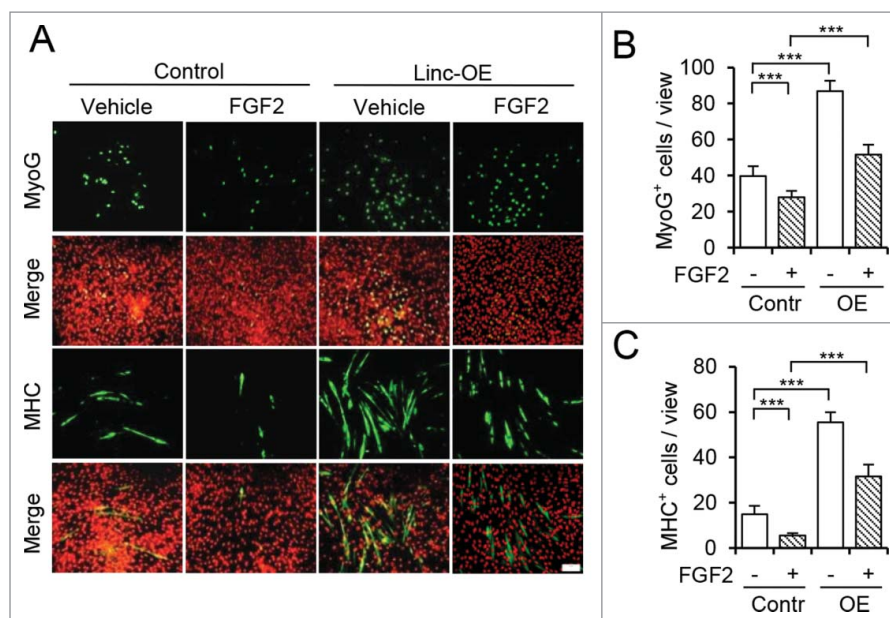 A
Control Linc-OE
Vehicle FGF2 Vehicle FGF2
MyoG
Merge
MHC
Merge
B
MyoG⁺ cells / view
100
80
60
40
20
0
***
***
***
FGF2 - + - +
Contr OE
C
MHC⁺ cells / view
80
60
40
20
0
***
***
***
FGF2 - + - +
Contr OE